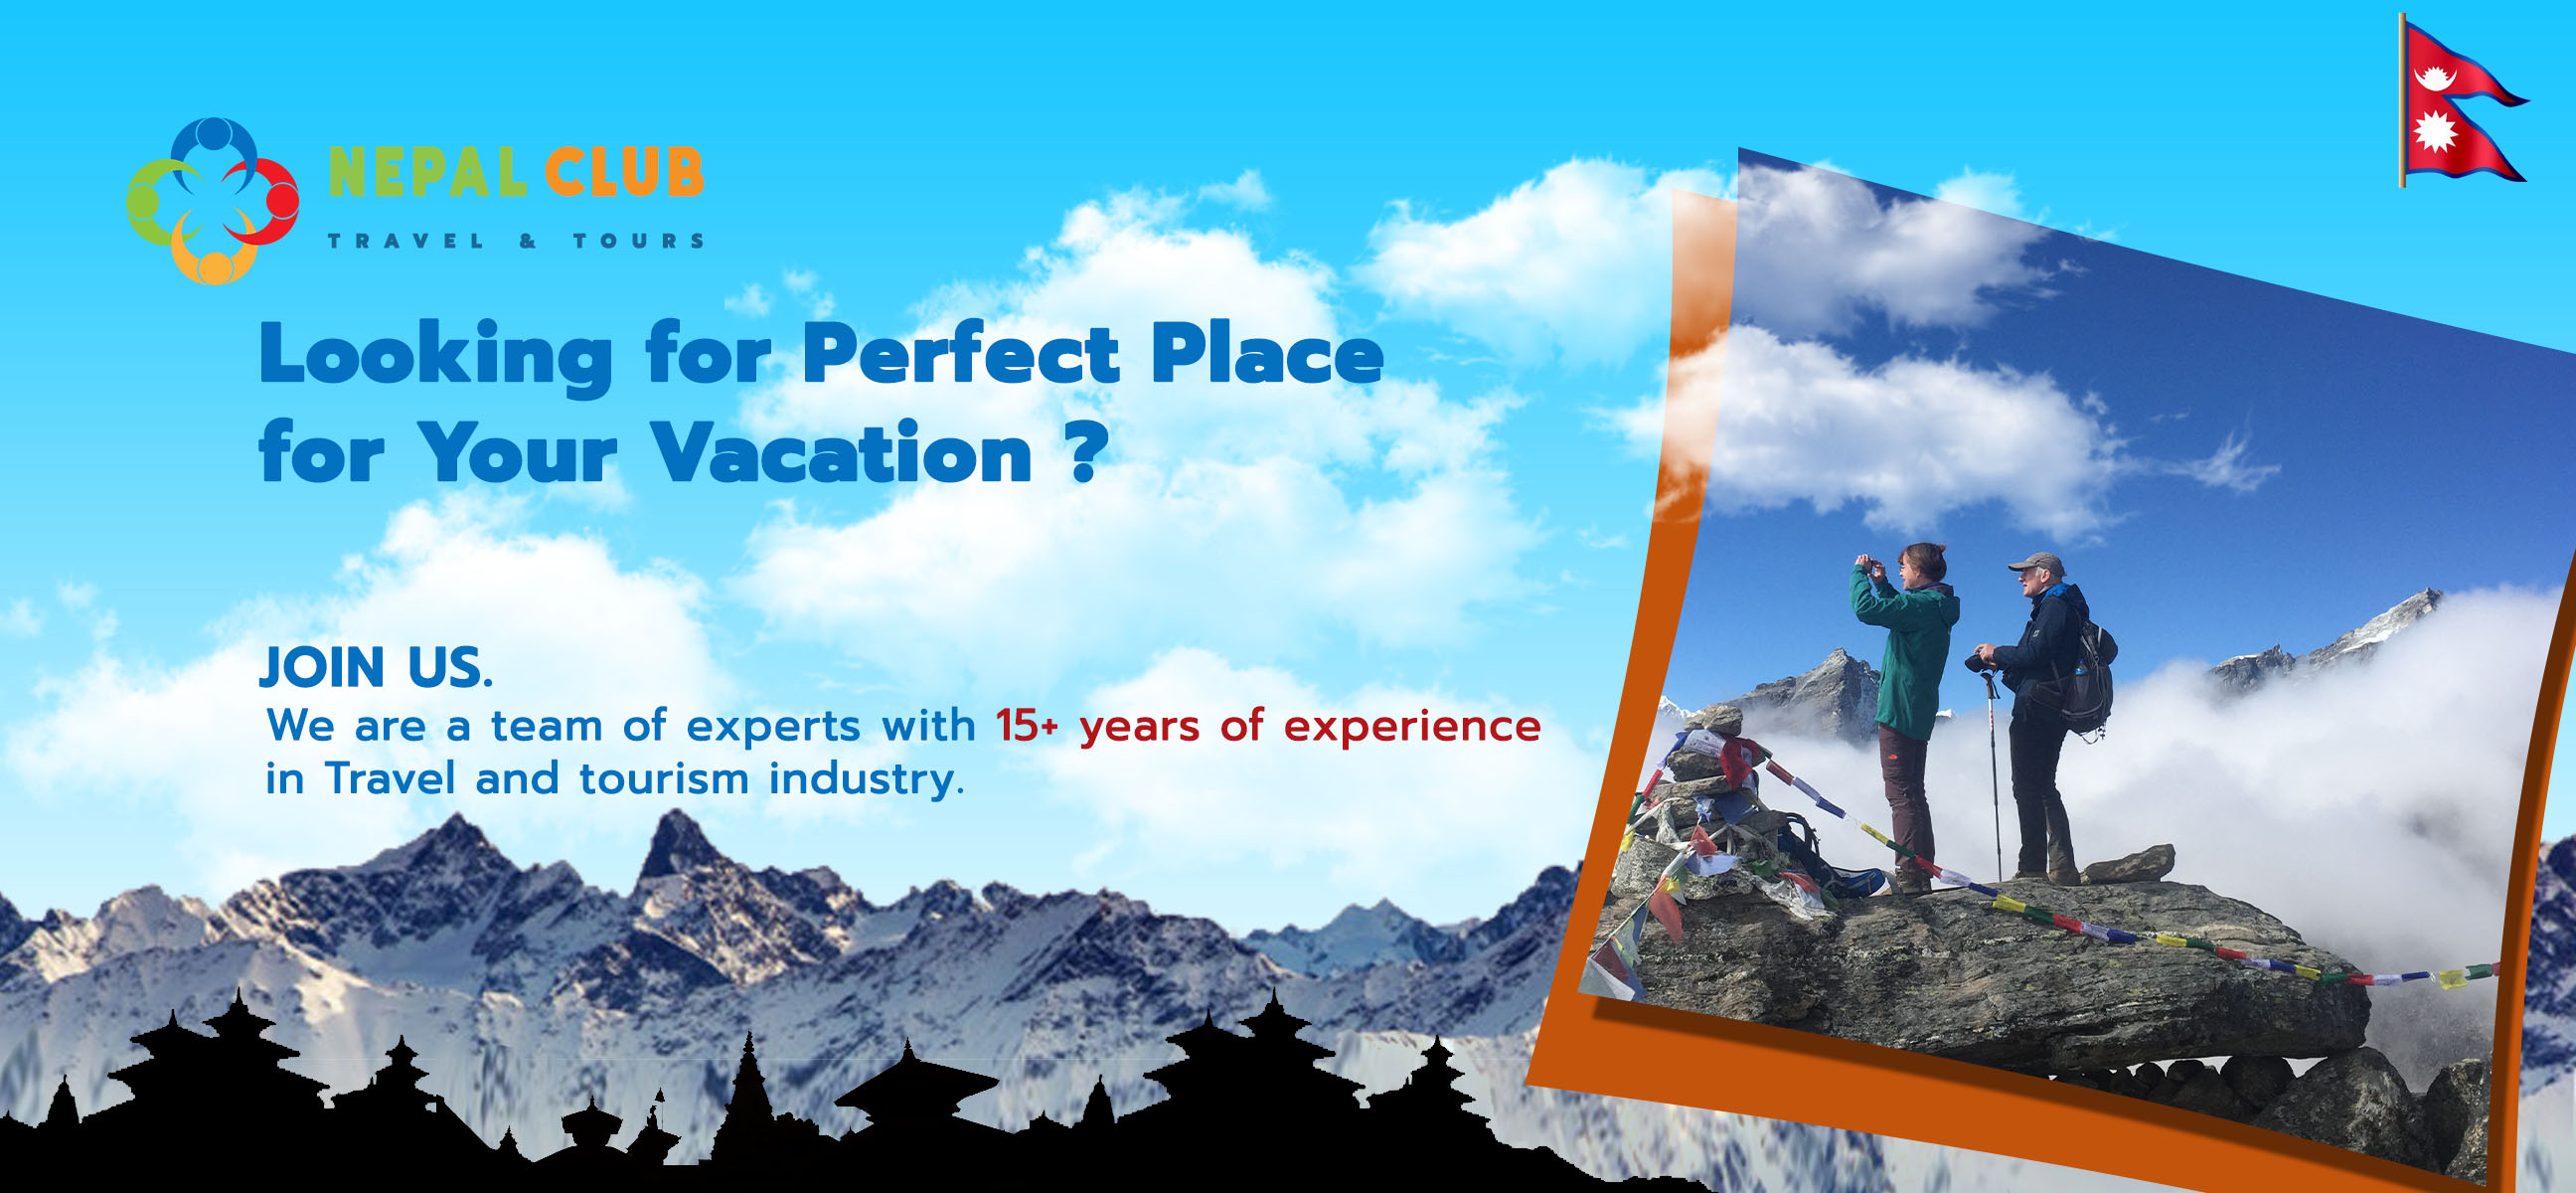 NEPAL CLUB
TRAVEL & TOURS
Looking for Perfect Place
for Your Vacation ?
JOIN US.
We are a team of experts with 15+ years of experience
in Travel and tourism industry.